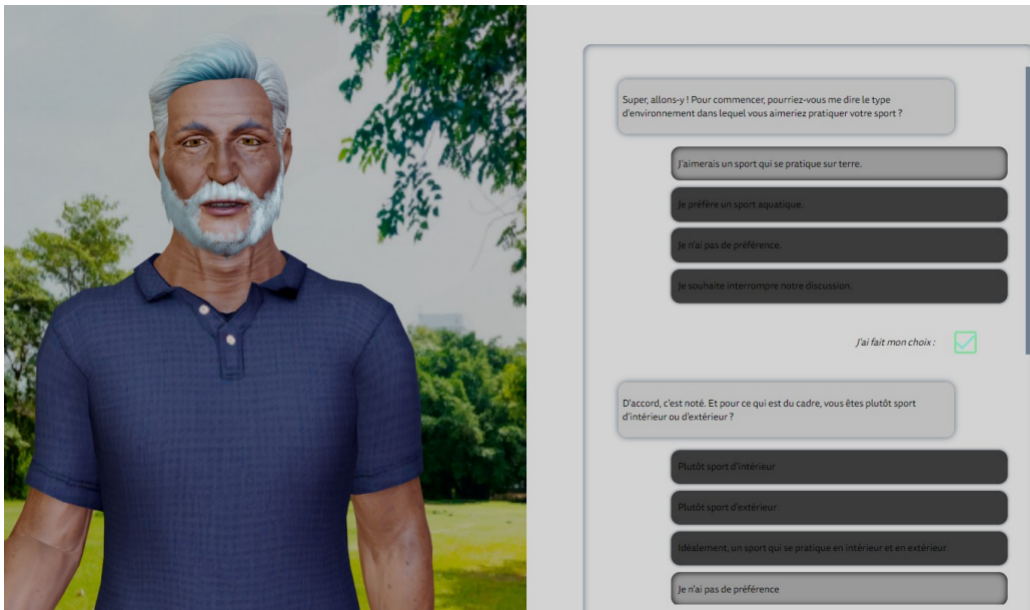 Super, allons-y ! Pour commencer, pourriez-vous me dire le type
d'environnement dans lequel vous aimeriez pratiquer votre sport ?
J'aimerais un sport qui se pratique sur terre.
Je préfère un sport aquatique.
Je n'ai pas de préférence.
Je souhaite interrompre notre discussion.
J'ai fait mon choix :
D'accord, c'est noté. Et pour ce qui est du cadre, vous êtes plutôt sport
d'intérieur ou d'extérieur ?
Plutôt sport d'intérieur
Plutôt sport d'extérieur
Idéalement, un sport qui se pratique en intérieur et en extérieur
Je n'ai pas de préférence